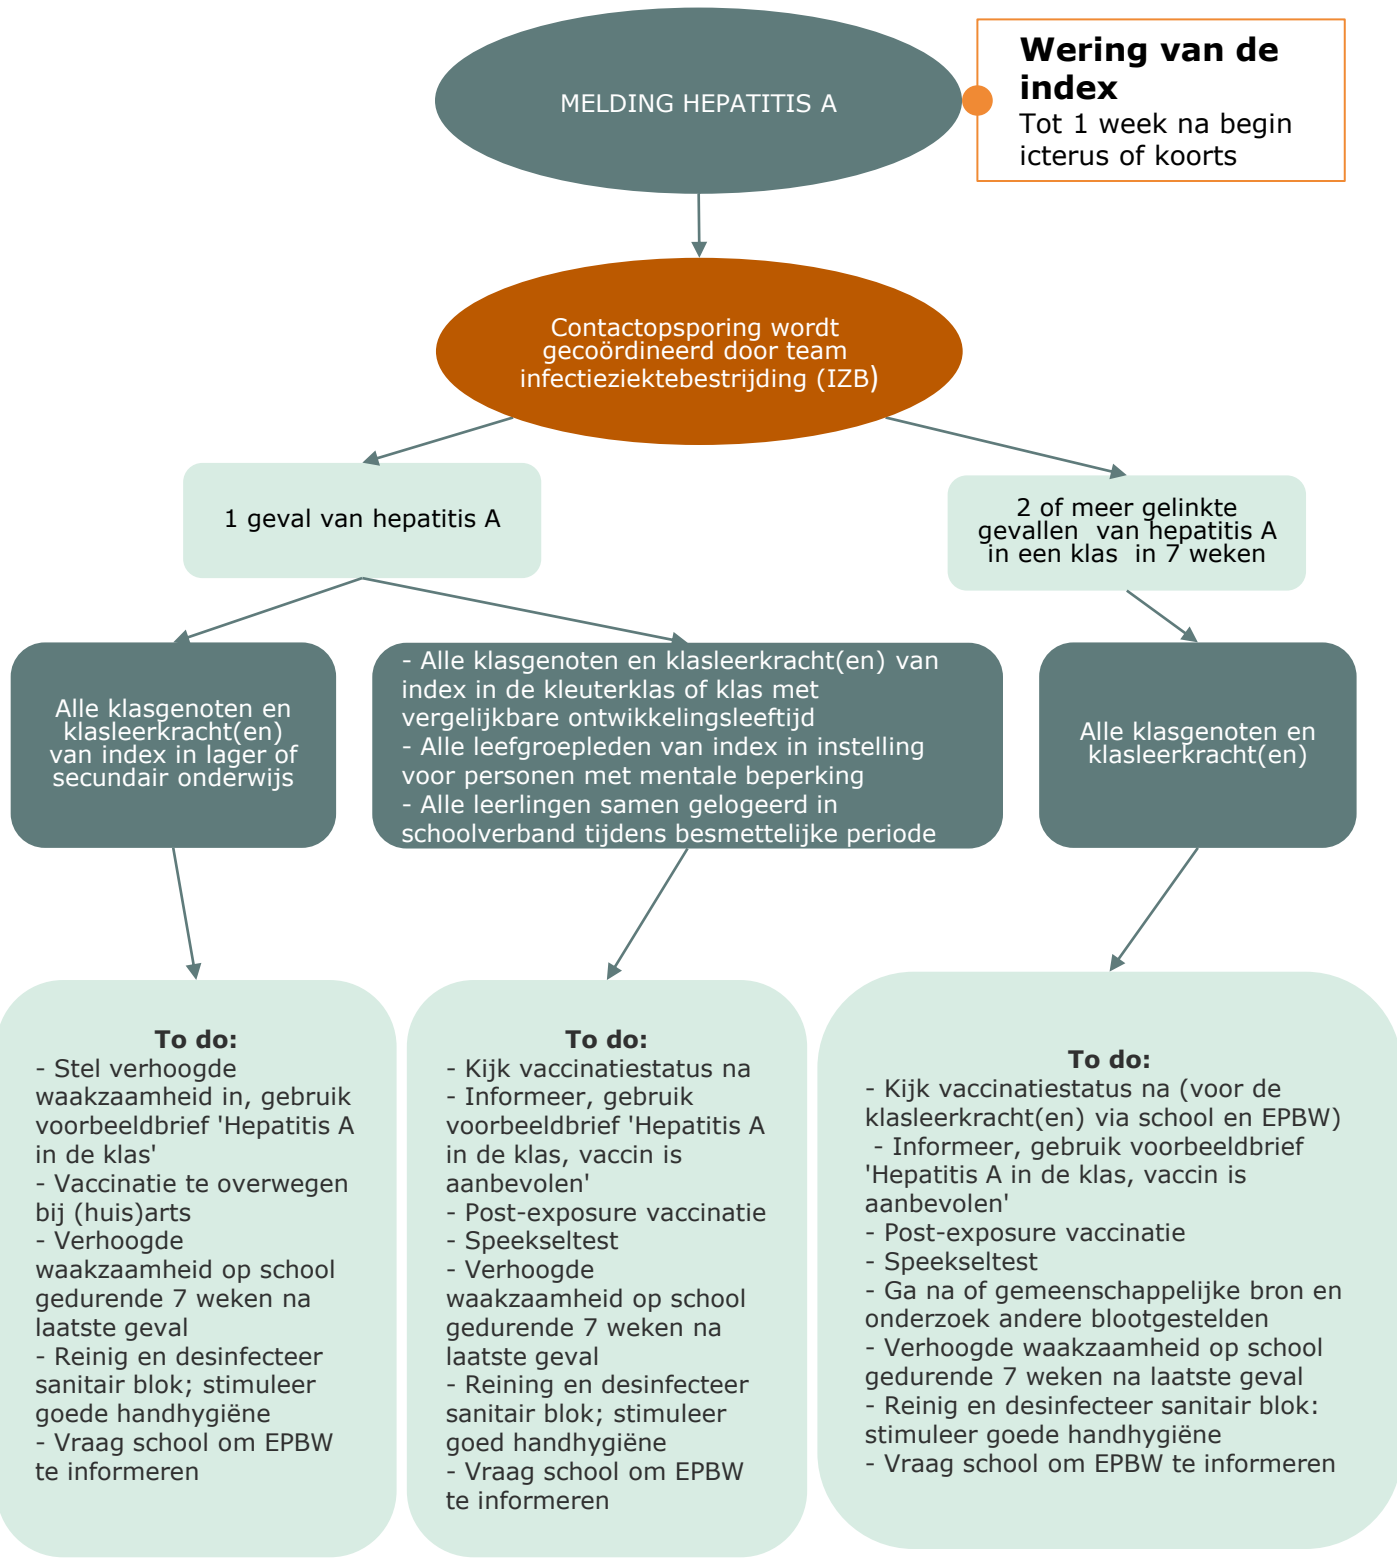 MELDING HEPATITIS A
Wering van de
index
Tot 1 week na begin
icterus of koorts
Contactopsporing wordt
gecoördineerd door team
infectieziektebestrijding (IZB)
1 geval van hepatitis A
2 of meer gelinkte
gevallen van hepatitis A
in een klas in 7 weken
Alle klasgenoten en
klasleerkracht(en)
van index in lager of
secundair onderwijs
- Alle klasgenoten en klasleerkracht(en) van
index in de kleuterklas of klas met
vergelijkbare ontwikkelingsleeftijd
- Alle leefgroepleden van index in instelling
voor personen met mentale beperking
- Alle leerlingen samen gelogeerd in
schoolverband tijdens besmettelijke periode
Alle klasgenoten en
klasleerkracht(en)
To do:
- Stel verhoogde
waakzaamheid in, gebruik
voorbeeldbrief 'Hepatitis A
in de klas'
- Vaccinatie te overwegen
bij (huis)arts
- Verhoogde
waakzaamheid op school
gedurende 7 weken na
laatste geval
- Reinig en desinfecteer
sanitair blok; stimuleer
goede handhygiëne
- Vraag school om EPBW
te informeren
To do:
- Kijk vaccinatiestatus na
- Informeer, gebruik
voorbeeldbrief 'Hepatitis A
in de klas, vaccin is
aanbevolen'
- Post-exposure vaccinatie
- Speekseltest
- Verhoogde
waakzaamheid op school
gedurende 7 weken na
laatste geval
- Reining en desinfecteer
sanitair blok; stimuleer
goed handhygiëne
- Vraag school om EPBW
te informeren
To do:
- Kijk vaccinatiestatus na (voor de
klasleerkracht(en) via school en EPBW)
- Informeer, gebruik voorbeeldbrief
'Hepatitis A in de klas, vaccin is
aanbevolen'
- Post-exposure vaccinatie
- Speekseltest
- Ga na of gemeenschappelijke bron en
onderzoek andere blootgestelden
- Verhoogde waakzaamheid op school
gedurende 7 weken na laatste geval
- Reinig en desinfecteer sanitair blok:
stimuleer goede handhygiëne
- Vraag school om EPBW te informeren